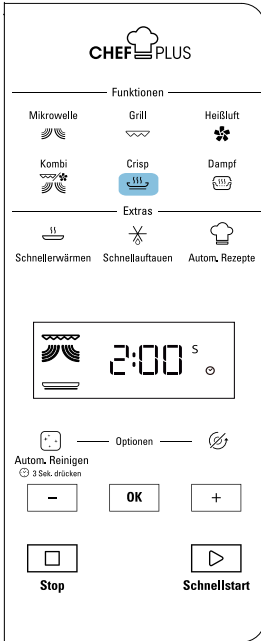 CHEF PLUS
Funktionen
Mikrowelle Grill Heißluft
Kombi Crisp Dampf
Extras
Schnellerwärmen Schnellauftauen Autom. Rezepte
2:00 S
Optionen
Autom. Reinigen
3 Sek. drücken
- OK +
Stop Schnellstart